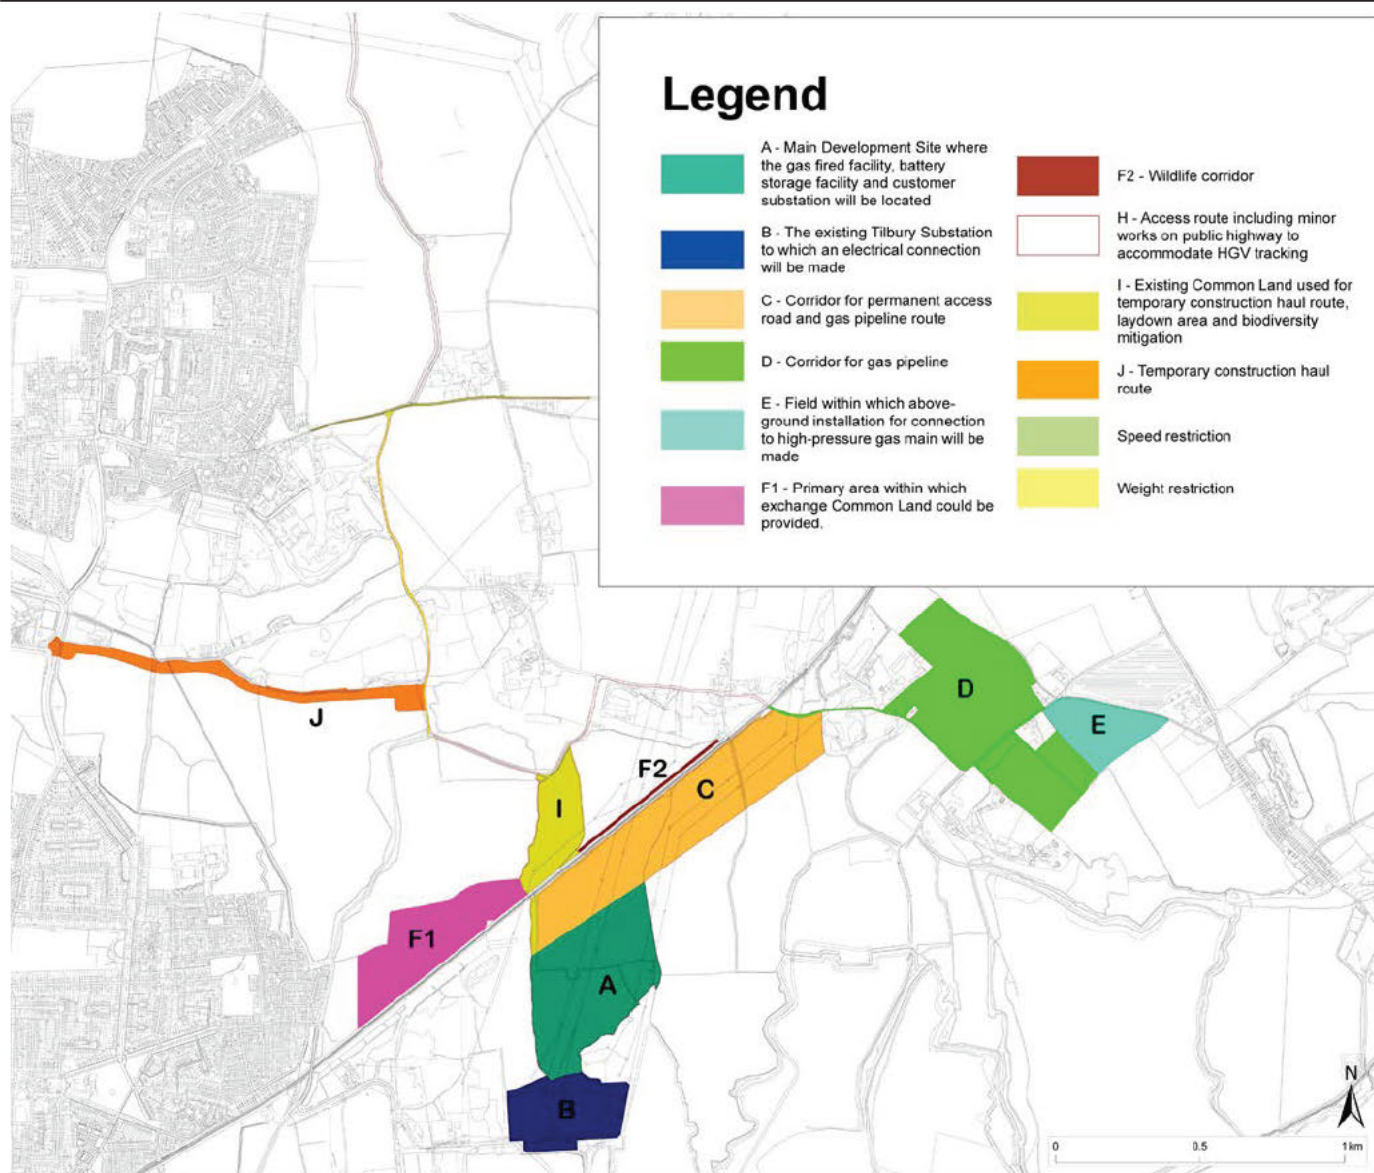 Legend
A - Main Development Site where
the gas fired facility, battery
storage facility and customer
substation will be located
B - The existing Tilbury Substation
to which an electrical connection
will be made
C - Corridor for permanent access
road and gas pipeline route
D - Corridor for gas pipeline
E - Field within which above-
ground installation for connection
to high-pressure gas main will be
made
F1 - Primary area within which
exchange Common Land could be
provided.
F2 - Wildlife corridor
H - Access route including minor
works on public highway to
accommodate HGV tracking
I - Existing Common Land used for
temporary construction haul route,
laydown area and biodiversity
mitigation
J - Temporary construction haul
route
Speed restriction
Weight restriction
D
E
J
F2
C
I
F1
A
B
N
0 0.5 1km